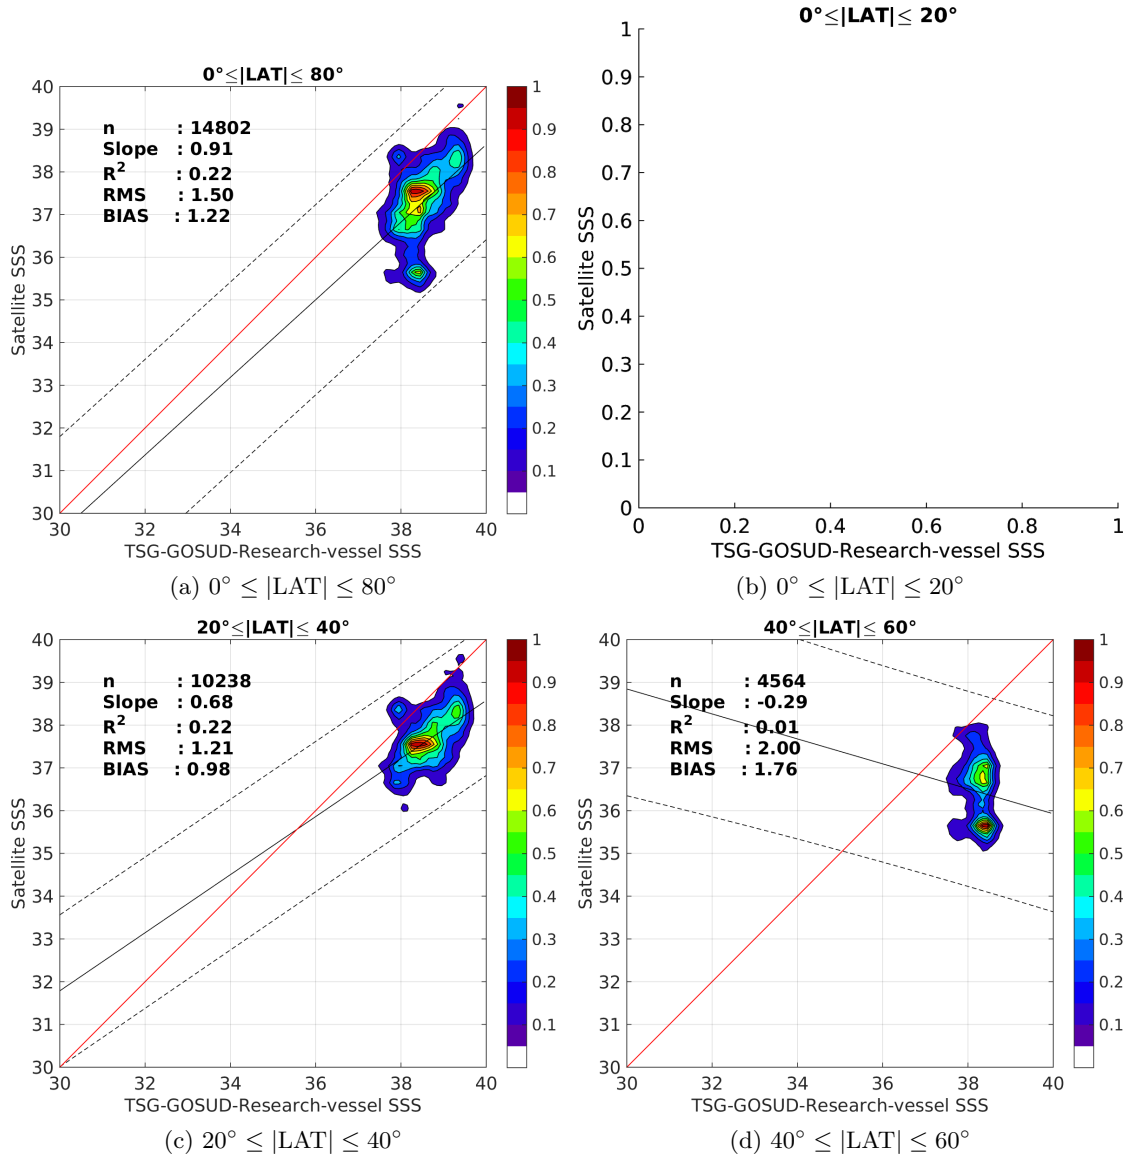 0°≤|LAT|≤ 80°
n : 14802
Slope : 0.91
R² : 0.22
RMS : 1.50
BIAS : 1.22
40
39
38
37
36
35
34
33
32
31
30
Satellite SSS
30 32 34 36 38 40
TSG-GOSUD-Research-vessel SSS
1
0.9
0.8
0.7
0.6
0.5
0.4
0.3
0.2
0.1
(a) 0° ≤ |LAT| ≤ 80°
0°≤|LAT|≤ 20°
1
0.9
0.8
0.7
0.6
0.5
0.4
0.3
0.2
0.1
0
Satellite SSS
0 0.2 0.4 0.6 0.8 1
TSG-GOSUD-Research-vessel SSS
(b) 0° ≤ |LAT| ≤ 20°
20°≤|LAT|≤ 40°
n : 10238
Slope : 0.68
R² : 0.22
RMS : 1.21
BIAS : 0.98
40
39
38
37
36
35
34
33
32
31
30
Satellite SSS
30 32 34 36 38 40
TSG-GOSUD-Research-vessel SSS
1
0.9
0.8
0.7
0.6
0.5
0.4
0.3
0.2
0.1
(c) 20° ≤ |LAT| ≤ 40°
40°≤|LAT|≤ 60°
n : 4564
Slope : -0.29
R² : 0.01
RMS : 2.00
BIAS : 1.76
40
39
38
37
36
35
34
33
32
31
30
Satellite SSS
30 32 34 36 38 40
TSG-GOSUD-Research-vessel SSS
1
0.9
0.8
0.7
0.6
0.5
0.4
0.3
0.2
0.1
(d) 40° ≤ |LAT| ≤ 60°